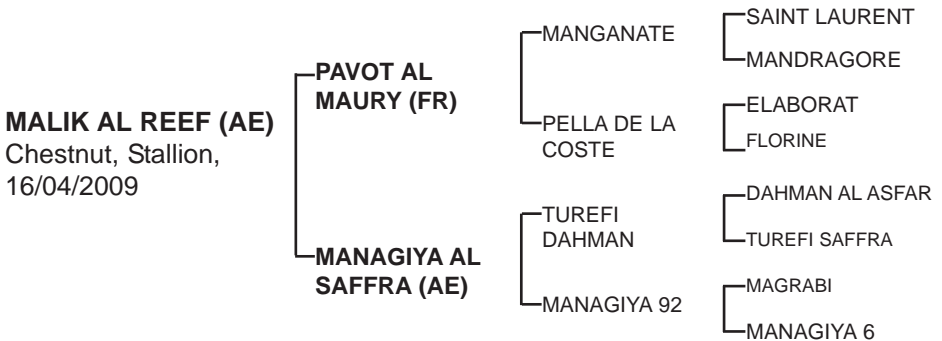 MALIK AL REEF (AE)
Chestnut, Stallion,
16/04/2009
PAVOT AL
MAURY (FR)
MANAGIYA AL
SAFFRA (AE)
MANGANATE
PELLA DE LA
COSTE
TUREFI
DAHMAN
MANAGIYA 92
SAINT LAURENT
MANDRAGORE
ELABORAT
FLORINE
DAHMAN AL ASFAR
TUREFI SAFFRA
MAGRABI
MANAGIYA 6